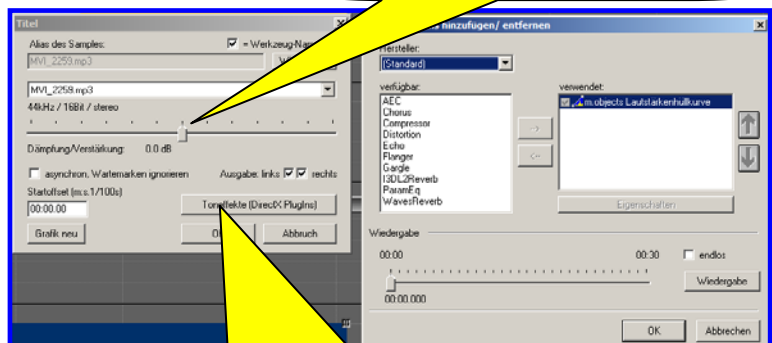 Titel
hinzufügen/ entfernen
Alias des Samples:
= Werkzeug-Na
MVI_2259.mp3
MVI_2259.mp3
44kHz / 16Bit / stereo
Dämpfung/Verstärkung: 0.0 dB
asynchron, Wartemarken ignorieren
Ausgabe: links rechts
Startoffset (m:s.1/100s)
00:00.00
Toneffekte (DirectX PlugIns)
Grafik neu
Abbruch
Hersteller:
(Standard)
verfügbar:
AEC
Chorus
Compressor
Distortion
Echo
Flanger
Gargle
I3DL2Reverb
ParamEq
WavesReverb
-->
<--
verwendet:
m.objects Lautstärkenhüllkurve
Eigenschaften
Wiedergabe
00:00
00:30
endlos
Wiedergabe
00:00.000
OK
Abbrechen